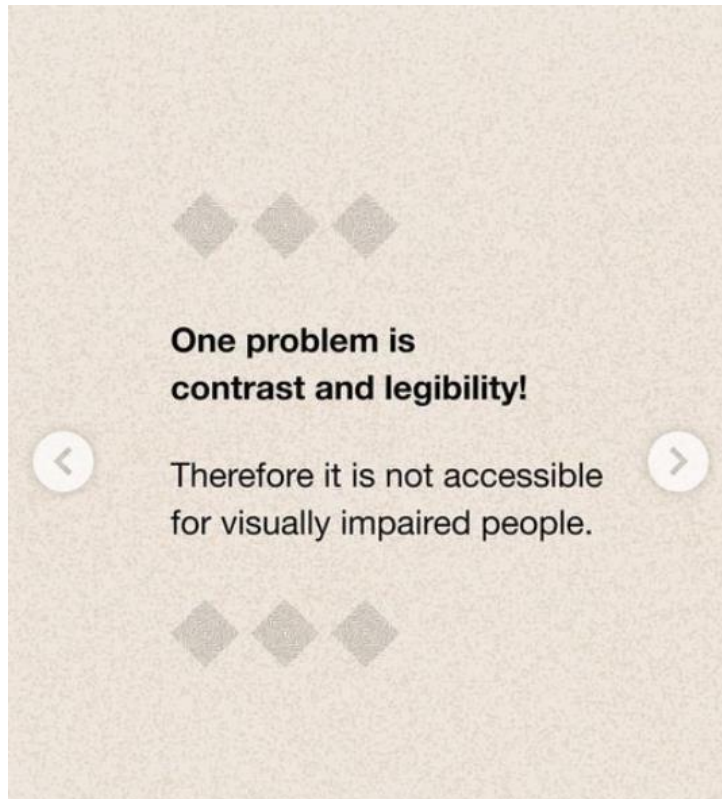 One problem is
contrast and legibility!
Therefore it is not accessible
for visually impaired people.